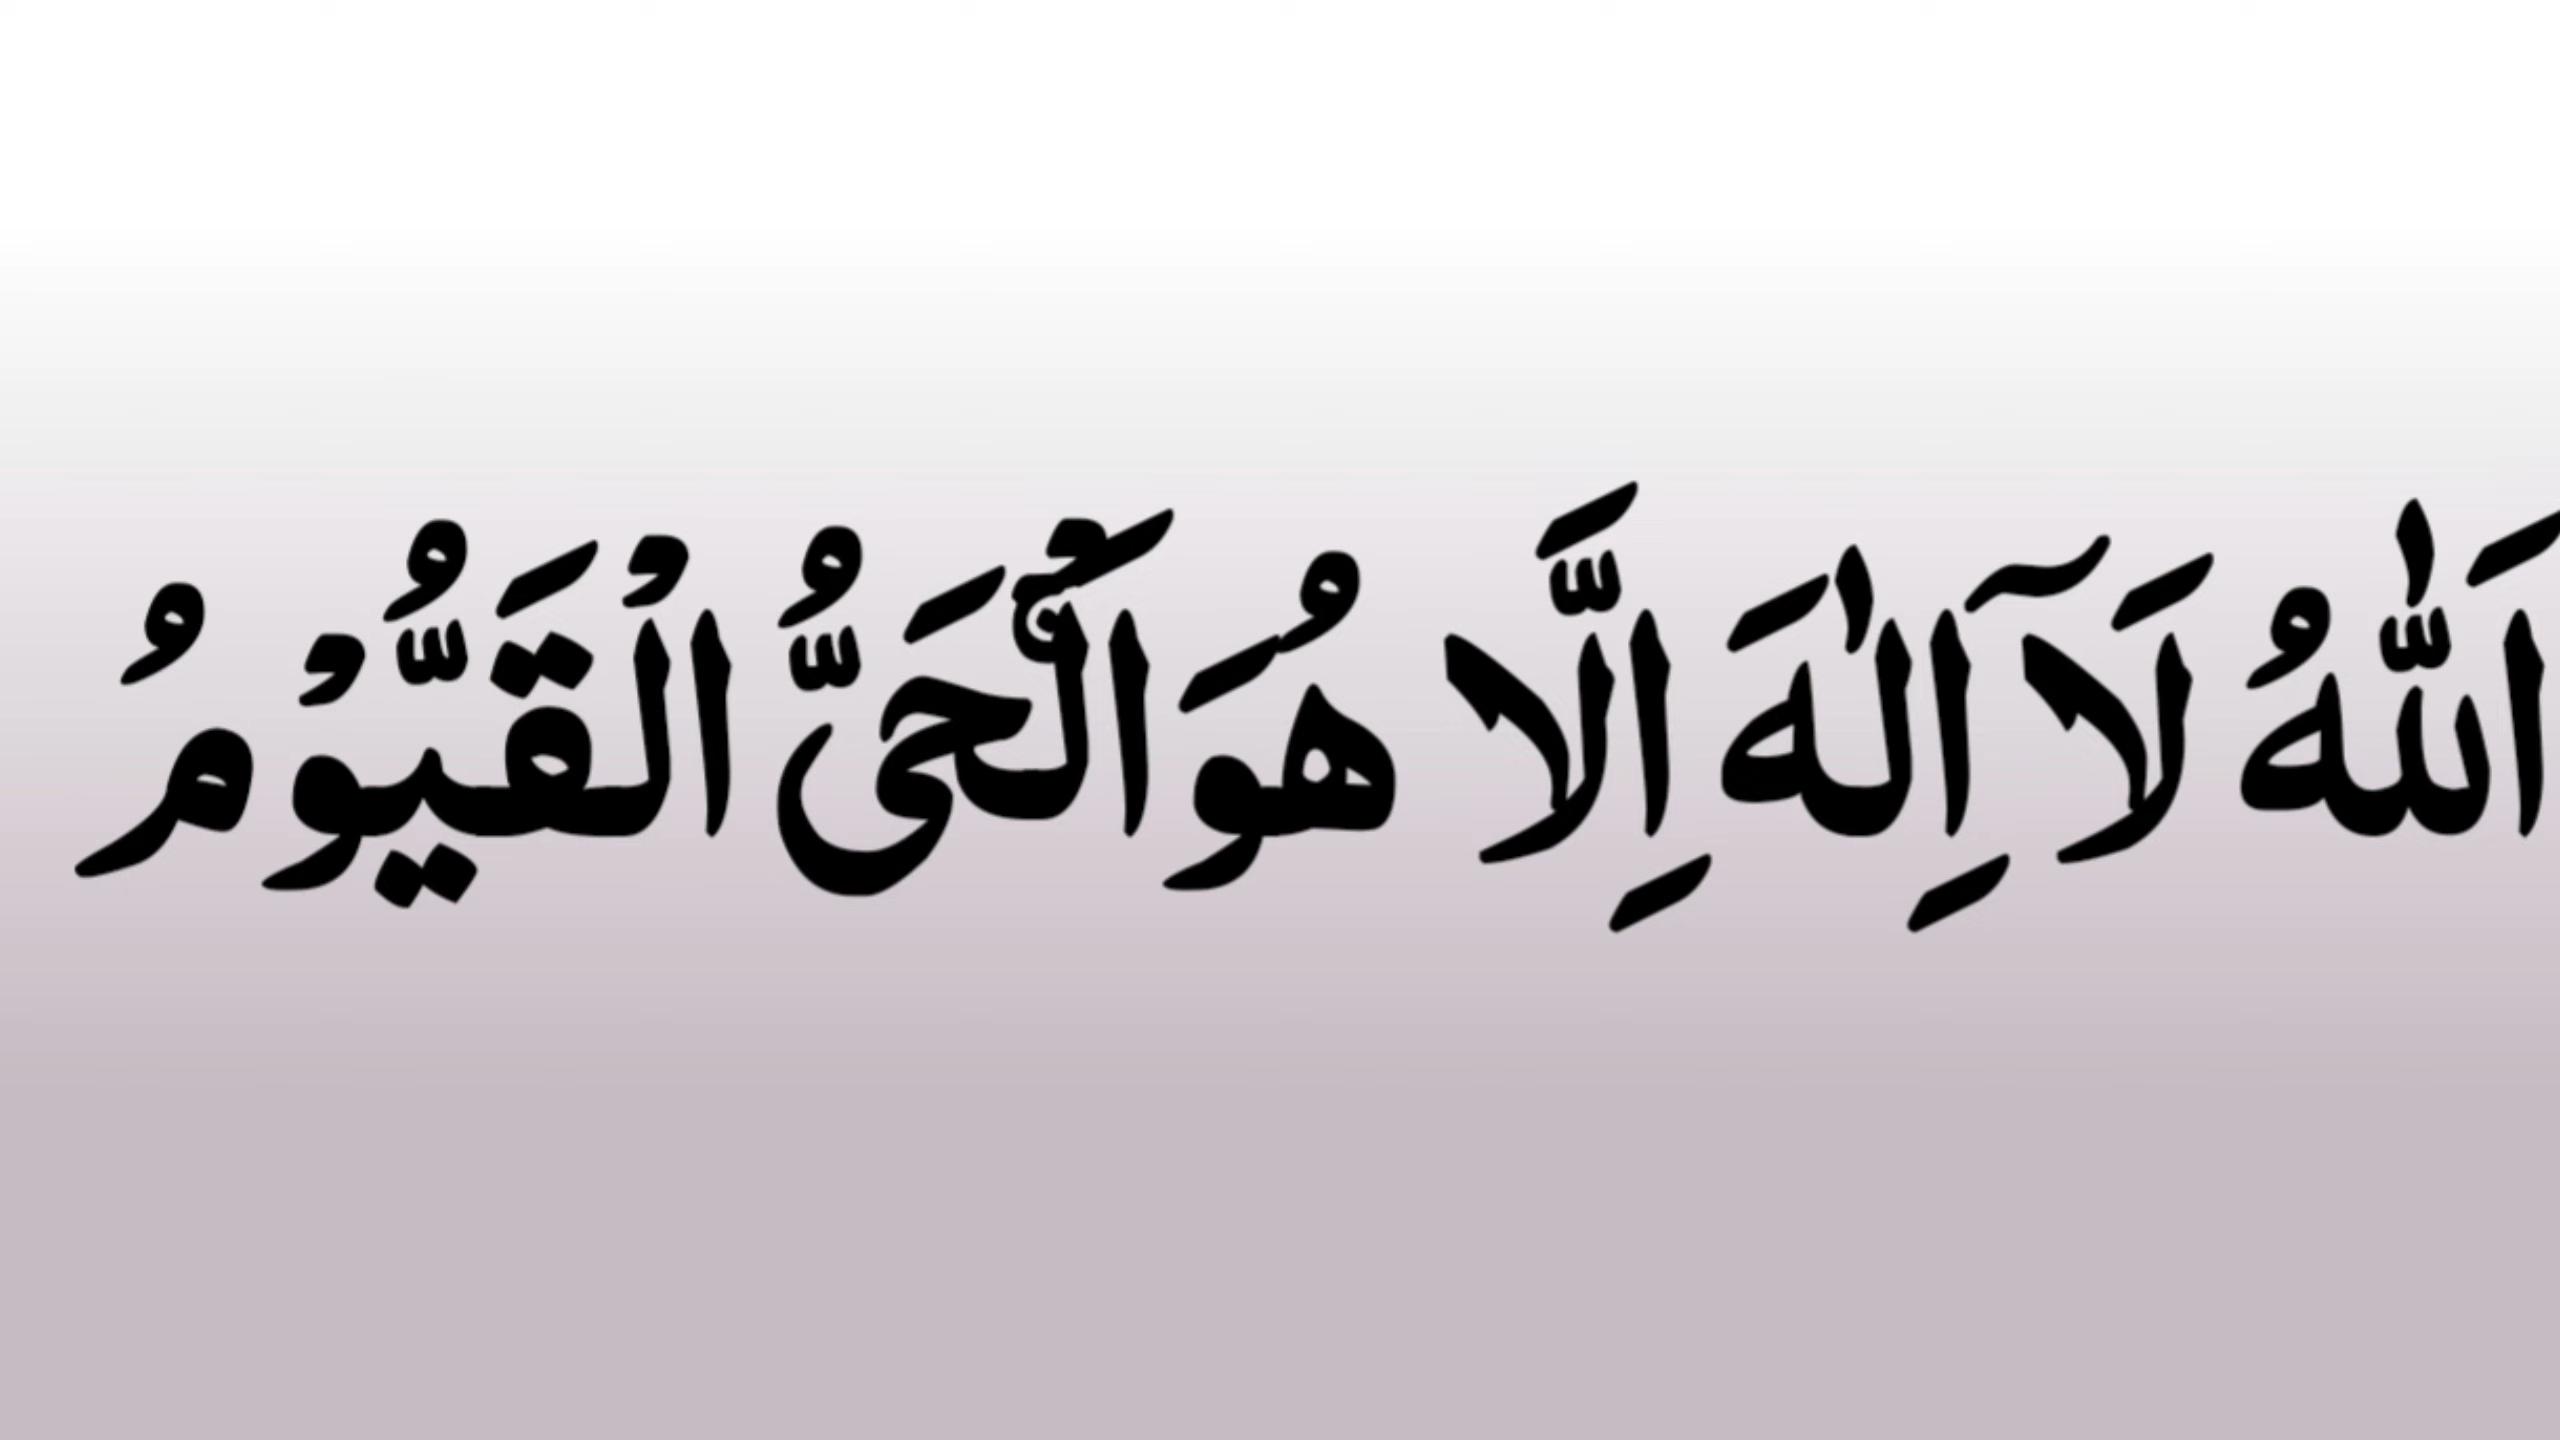 اَللّٰهُ لَآ اِلٰهَ اِلَّا هُوَ ۚ اَلْحَىُّ الْقَيُّوْمُ